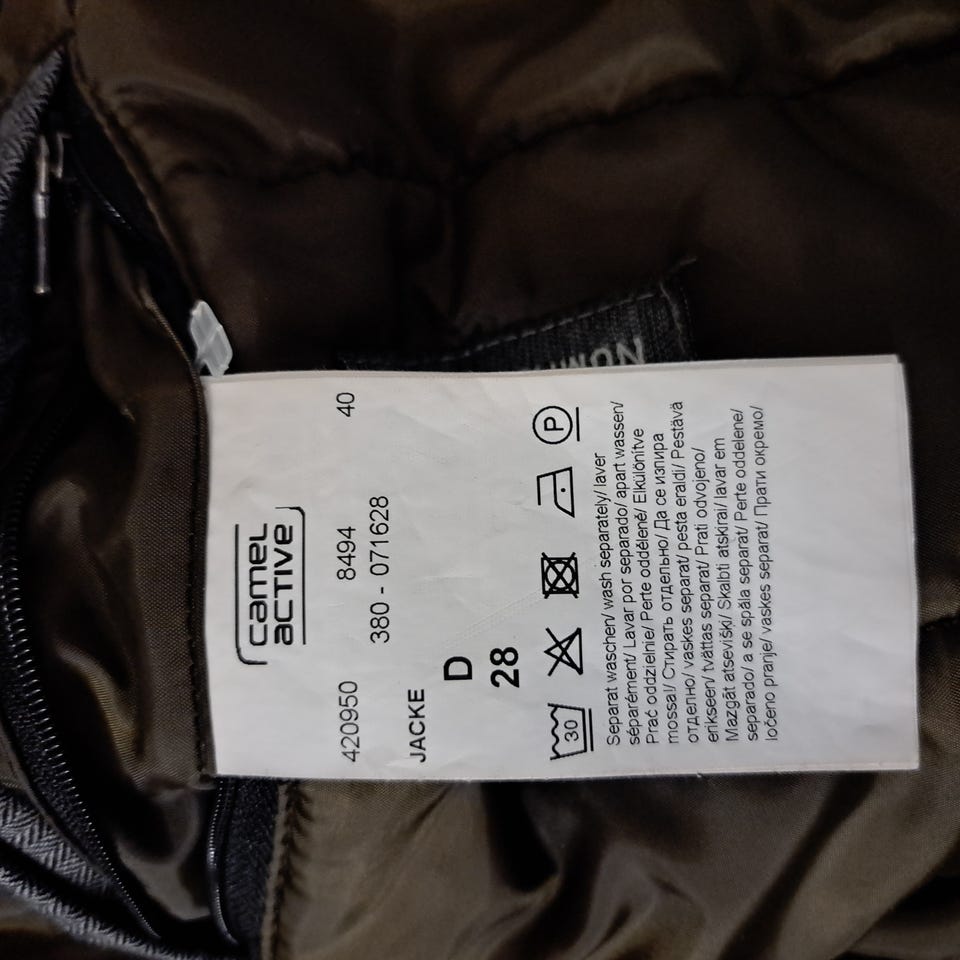 camel
active
420950 8494 40
380 - 071628
JACKE
D
28
30 P
Separat waschen/ wash separately/ laver
séparément/ Lavar por separado/ apart wassen/
Prać oddzielnie/ Perte oddělené/ Elkülönítve
mossal/ Стирать отдельно/ Да се изпира
отделно/ vaskes separat/ pesta eraldi/ Pestävä
erikseen/ tvättas separat/ Prati odvojeno/
Mazgāt atsevišķi/ Skalbti atskrai/ lavar em
separado/ a se spăla separat/ Perte oddelene/
ločeno pranje/ vaskes separat/ Прати окремо/